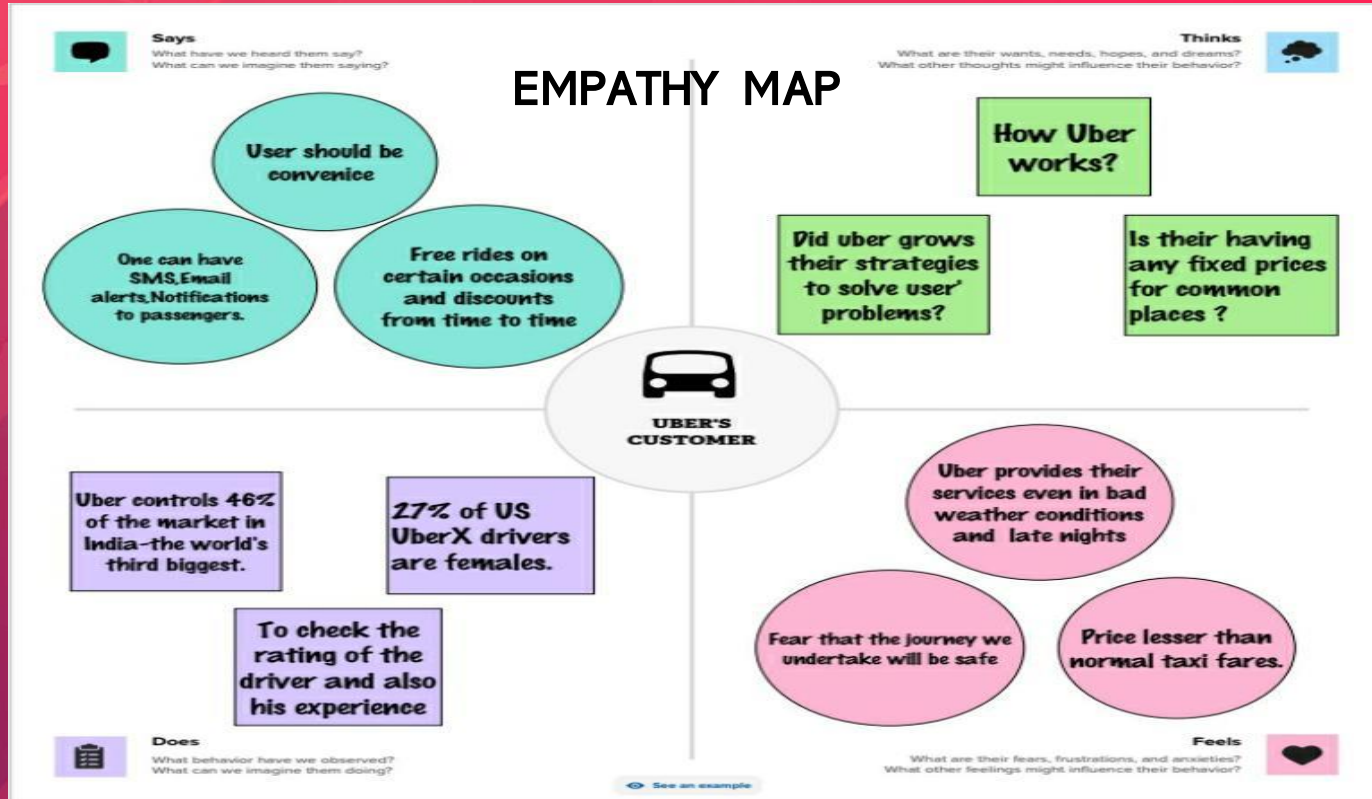 EMPATHY MAP
Says
What have we heard them say?
What can we imagine them saying?
User should be
convenice
One can have
SMS,Email
alerts,Notifications
to passengers.
Free rides on
certain occasions
and discounts
from time to time
Thinks
What are their wants, needs, hopes, and dreams?
What other thoughts might influence their behavior?
How Uber
works?
Did uber grows
their strategies
to solve user'
problems?
Is their having
any fixed prices
for common
places ?
UBER'S
CUSTOMER
Uber controls 46%
of the market in
India-the world's
third biggest.
27% of US
UberX drivers
are females.
To check the
rating of the
driver and also
his experience
Does
What behavior have we observed?
What can we imagine them doing?
Uber provides their
services even in bad
weather conditions
and late nights
Fear that the journey we
undertake will be safe
Price lesser than
normal taxi fares.
Feels
What are their fears, frustrations, and anxieties?
What other feelings might influence their behavior?
See an example